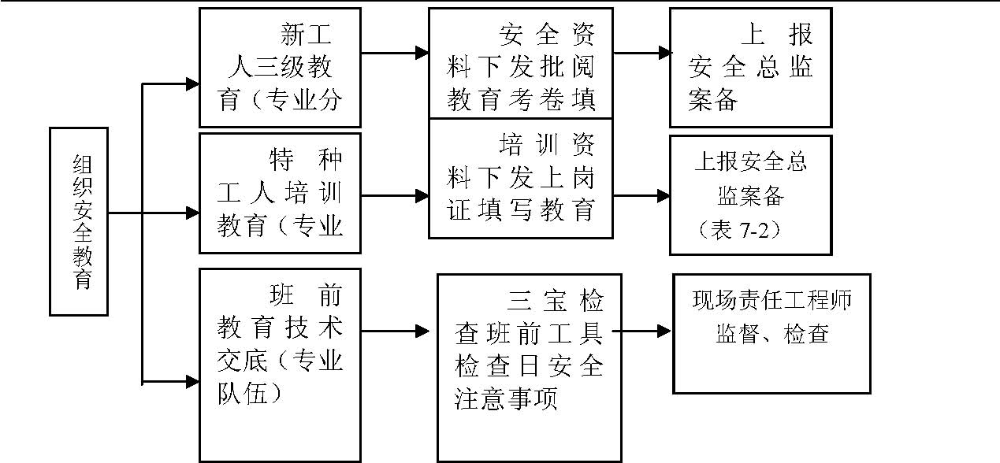 组织安全教育
新工
人三级教
育（专业分
安全资
料下发批阅
教育考卷填
上报
安全总监
案备
特种
工人培训
教育（专业
培训资
料下发上岗
证填写教育
上报安全总
监案备
（表 7-2）
班前
教育技术
交底（专业
队伍）
三宝检
查班前工具
检查日安全
注意事项
现场责任工程师
监督、检查